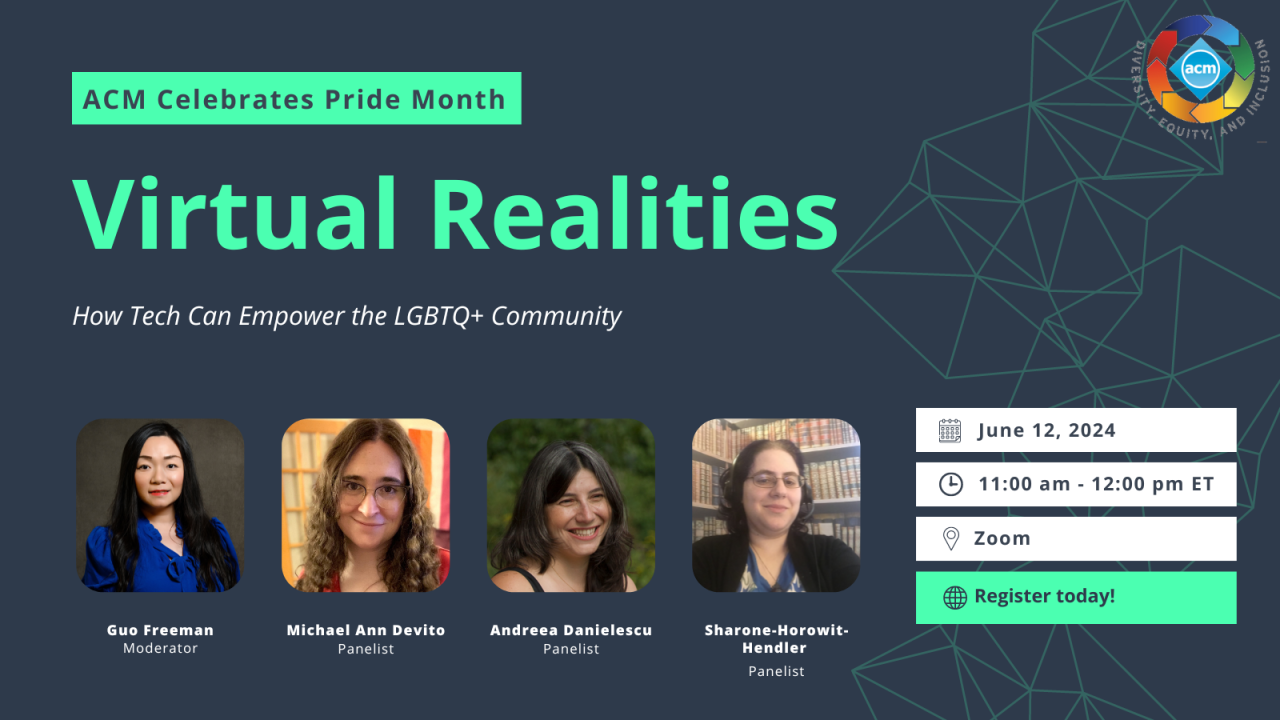 ACM Celebrates Pride Month
acm
DIVERSITY, EQUITY, AND INCLUSION
Virtual Realities
How Tech Can Empower the LGBTQ+ Community
June 12, 2024
11:00 am - 12:00 pm ET
Zoom
Register today!
Guo Freeman
Moderator
Michael Ann Devito
Panelist
Andreea Danielescu
Panelist
Sharone-Horowit-
Hendler
Panelist